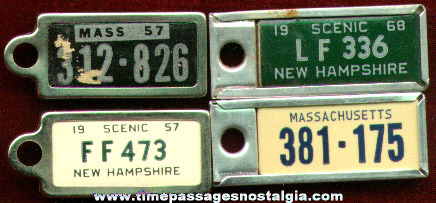 MASS 57
312·826
19 SCENIC 68
LF 336
NEW HAMPSHIRE
19 SCENIC 57
FF473
NEW HAMPSHIRE
MASSACHUSETTS
381·175
www.timepassagesnostalgia.com